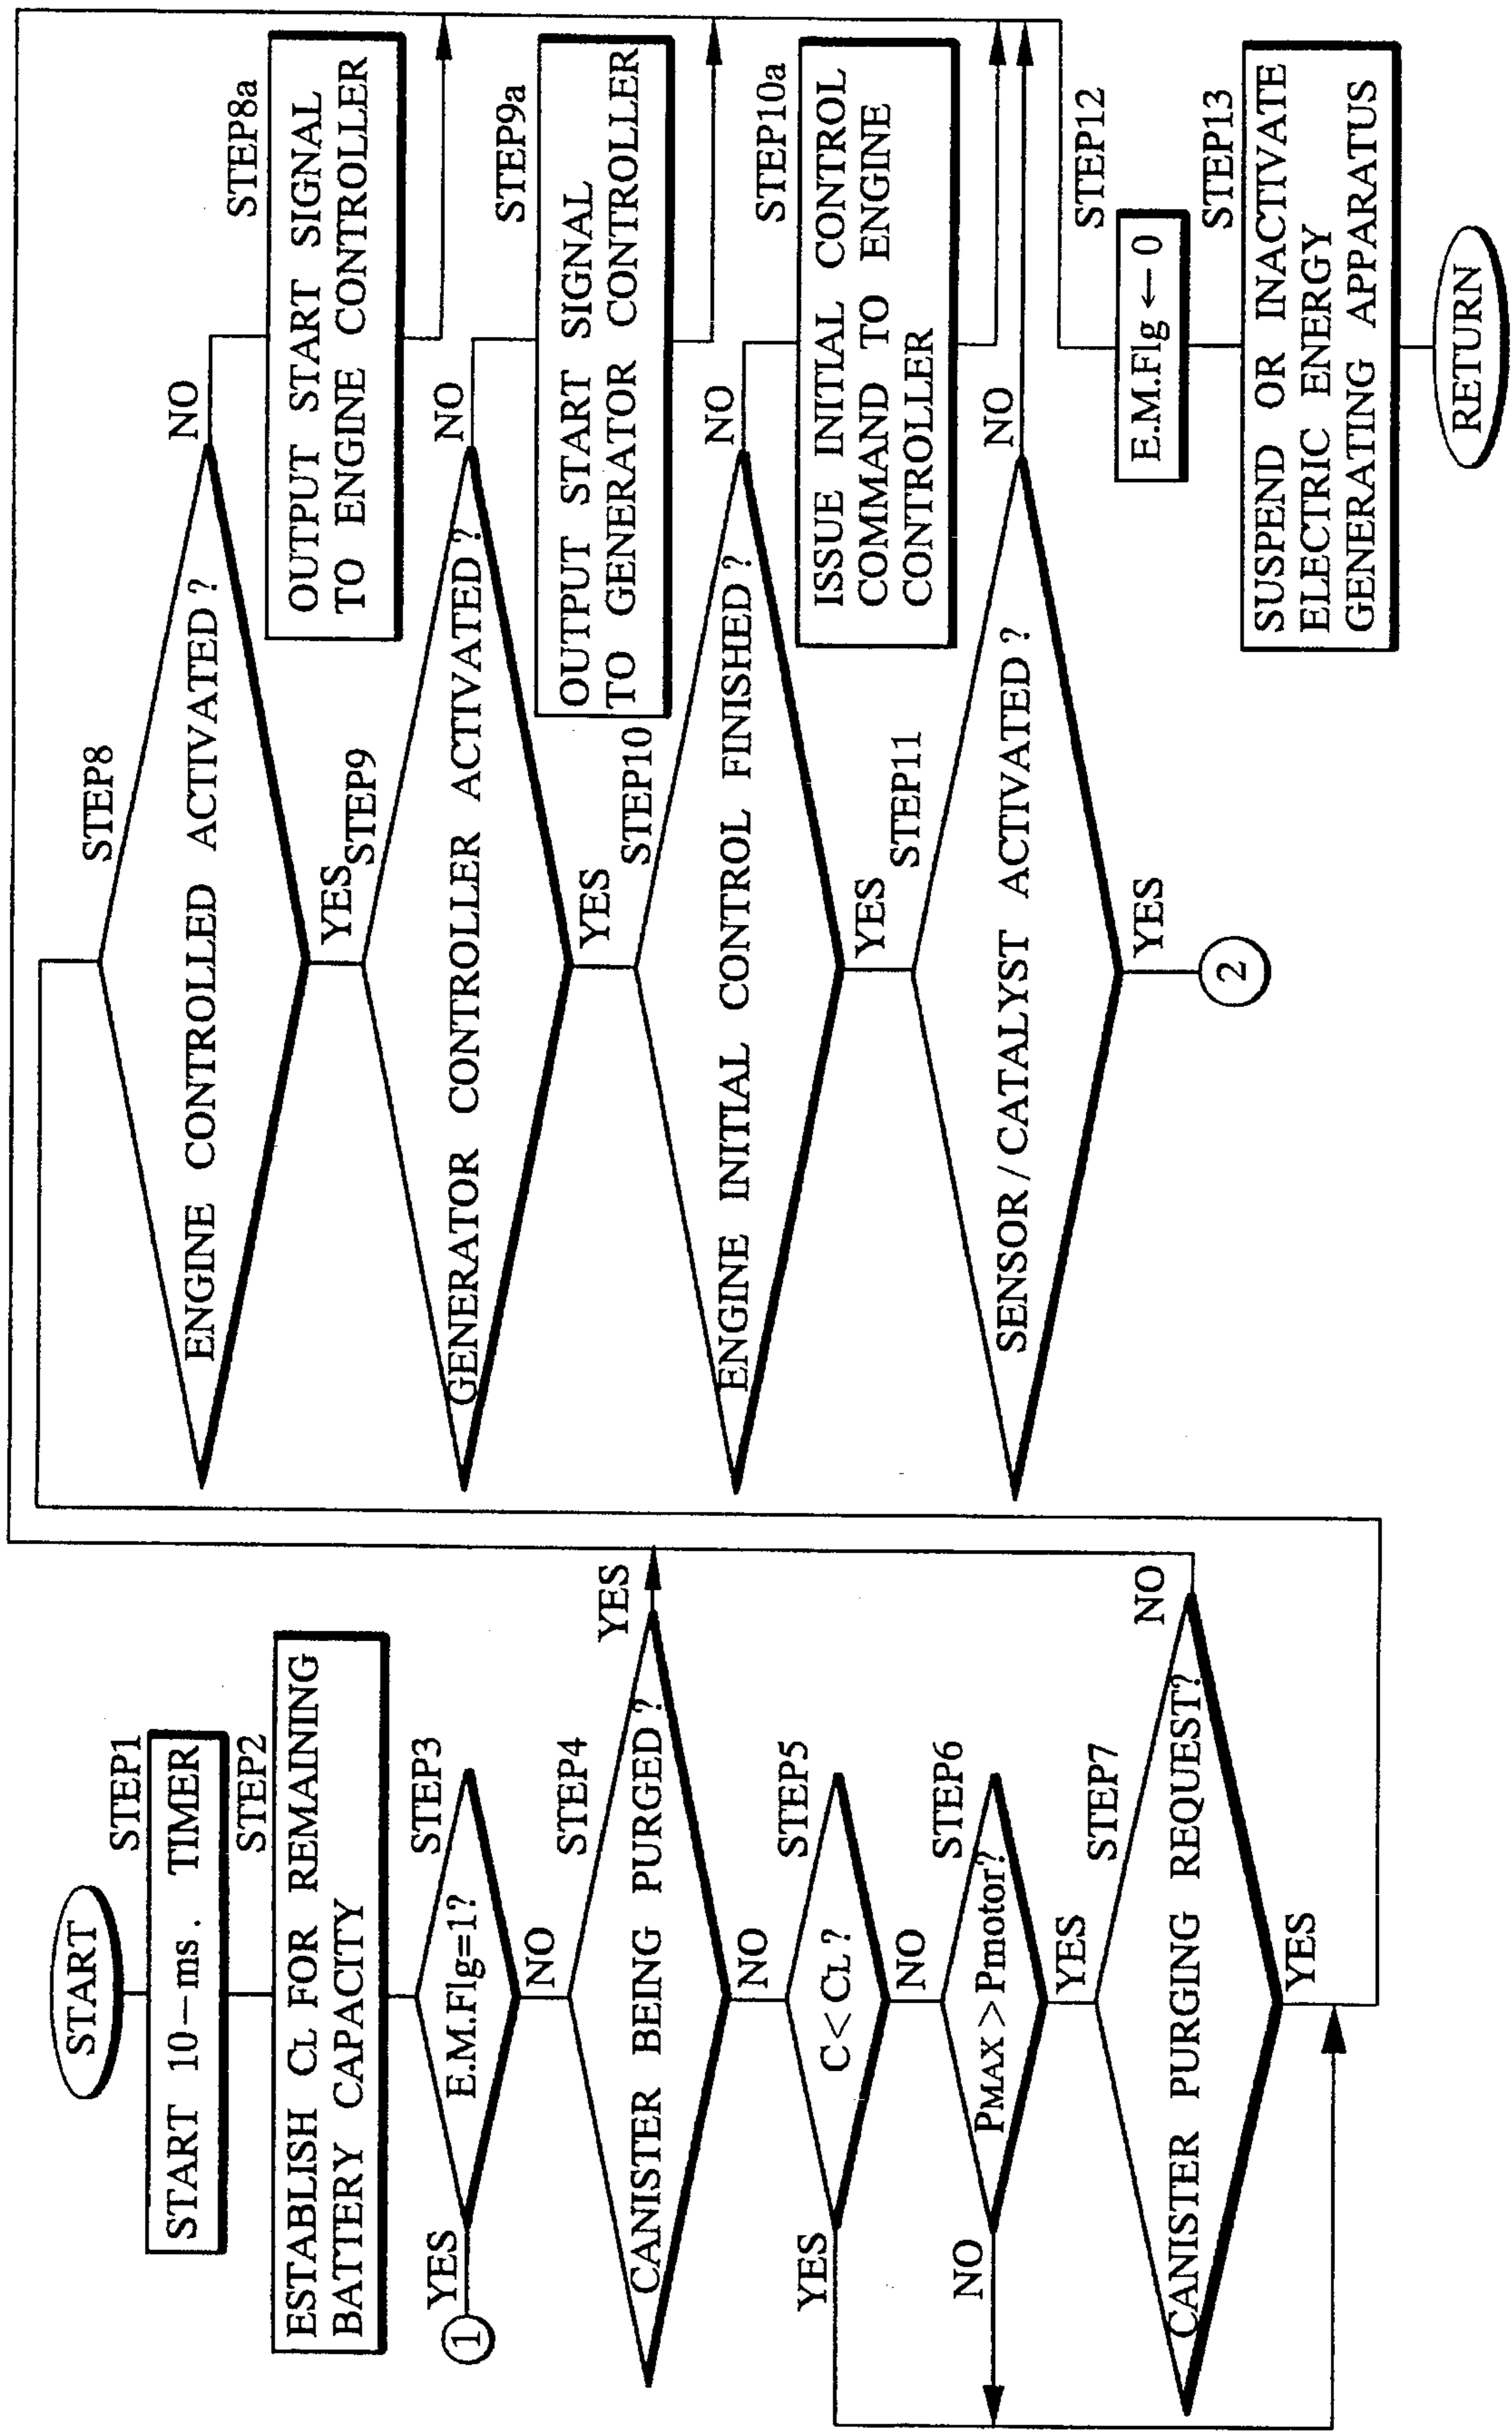 START
STEP1
START 10-ms. TIMER
STEP2
ESTABLISH CL FOR REMAINING
BATTERY CAPACITY
STEP3
E.M.Flg=1?
YES
1
NO
STEP4
CANISTER BEING PURGED?
YES
NO
STEP5
C<CL?
YES
NO
STEP6
PMAX>Pmotor?
NO
YES
STEP7
CANISTER PURGING REQUEST?
NO
YES
STEP8
ENGINE CONTROLLED ACTIVATED?
NO
STEP8a
OUTPUT START SIGNAL
TO ENGINE CONTROLLER
YES
STEP9
GENERATOR CONTROLLER ACTIVATED?
NO
STEP9a
OUTPUT START SIGNAL
TO GENERATOR CONTROLLER
YES
STEP10
ENGINE INITIAL CONTROL FINISHED?
NO
STEP10a
ISSUE INITIAL CONTROL
COMMAND TO ENGINE
CONTROLLER
YES
STEP11
SENSOR/CATALYST ACTIVATED?
NO
YES
2
STEP12
E.M.Flg ← 0
STEP13
SUSPEND OR INACTIVATE
ELECTRIC ENERGY
GENERATING APPARATUS
RETURN